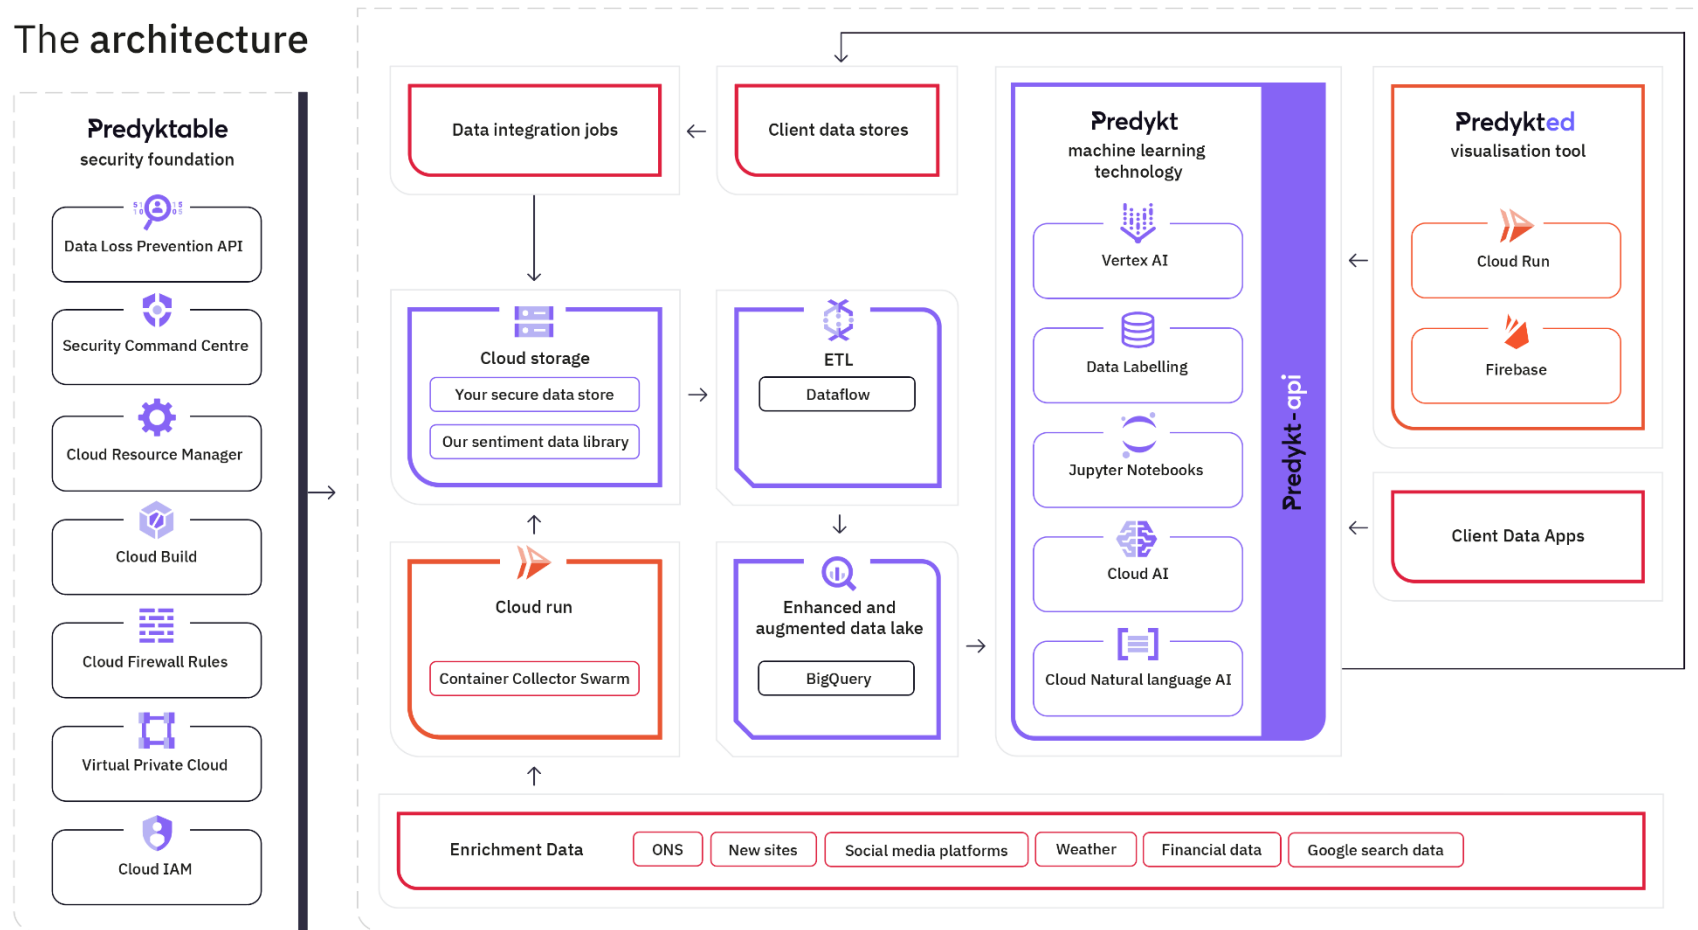 The architecture
Predyktable
security foundation
Data Loss Prevention API
Security Command Centre
Cloud Resource Manager
Cloud Build
Cloud Firewall Rules
Virtual Private Cloud
Cloud IAM
Data integration jobs
Client data stores
Cloud storage
Your secure data store
Our sentiment data library
ETL
Dataflow
Cloud run
Container Collector Swarm
Enhanced and
augmented data lake
BigQuery
Predykt
machine learning
technology
Vertex AI
Data Labelling
Jupyter Notebooks
Cloud AI
Cloud Natural language AI
Predykt-api
Predykted
visualisation tool
Cloud Run
Firebase
Client Data Apps
Enrichment Data
ONS
New sites
Social media platforms
Weather
Financial data
Google search data